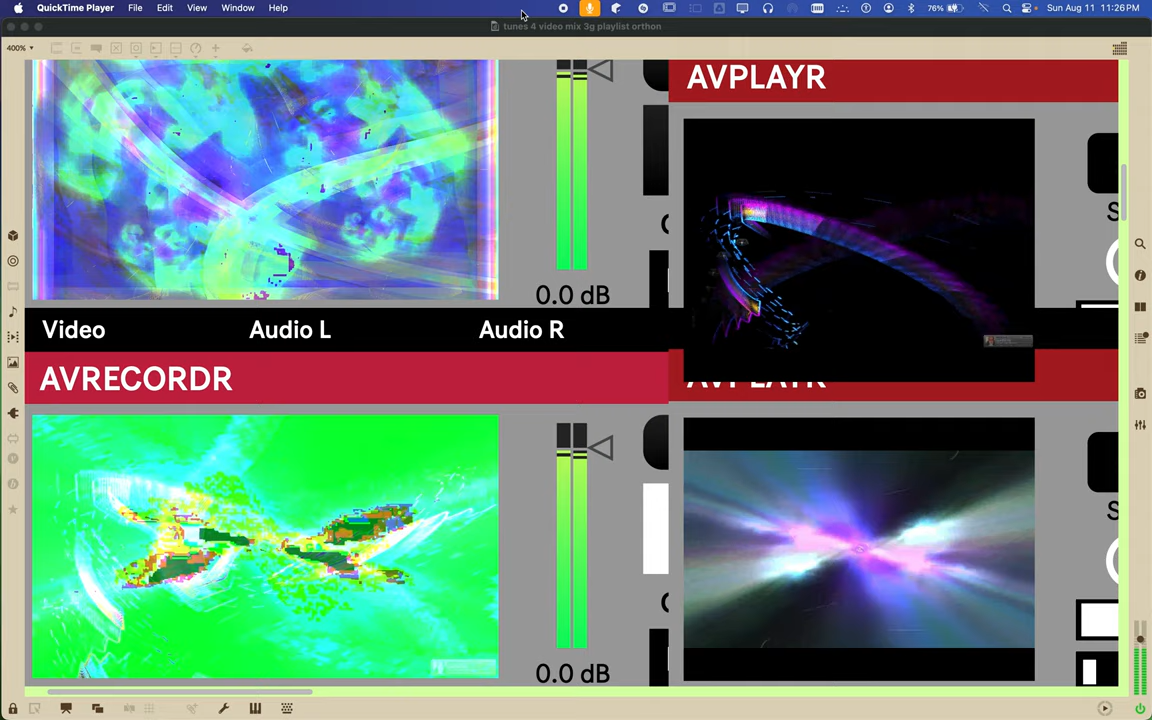 QuickTime Player File Edit View Window Help 76% Sun Aug 11 11:26 PM
tunes 4 video mix 3g playlist orthon
400%
AVPLAYR
0.0 dB
Video Audio L Audio R
AVRECORDR
AVPLAYR
0.0 dB